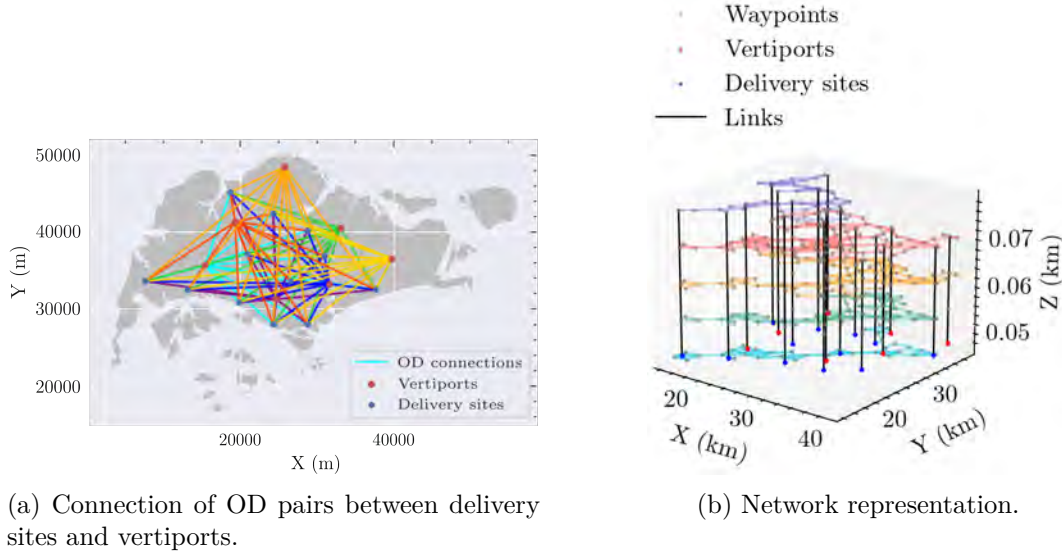 50000
40000
30000
20000
Y (m)
20000
40000
X (m)
OD connections
Vertiports
Delivery sites
(a) Connection of OD pairs between delivery
sites and vertiports.
Waypoints
Vertiports
Delivery sites
Links
0.07
0.06
0.05
Z (km)
20
30
40
X (km)
20
30
Y (km)
(b) Network representation.